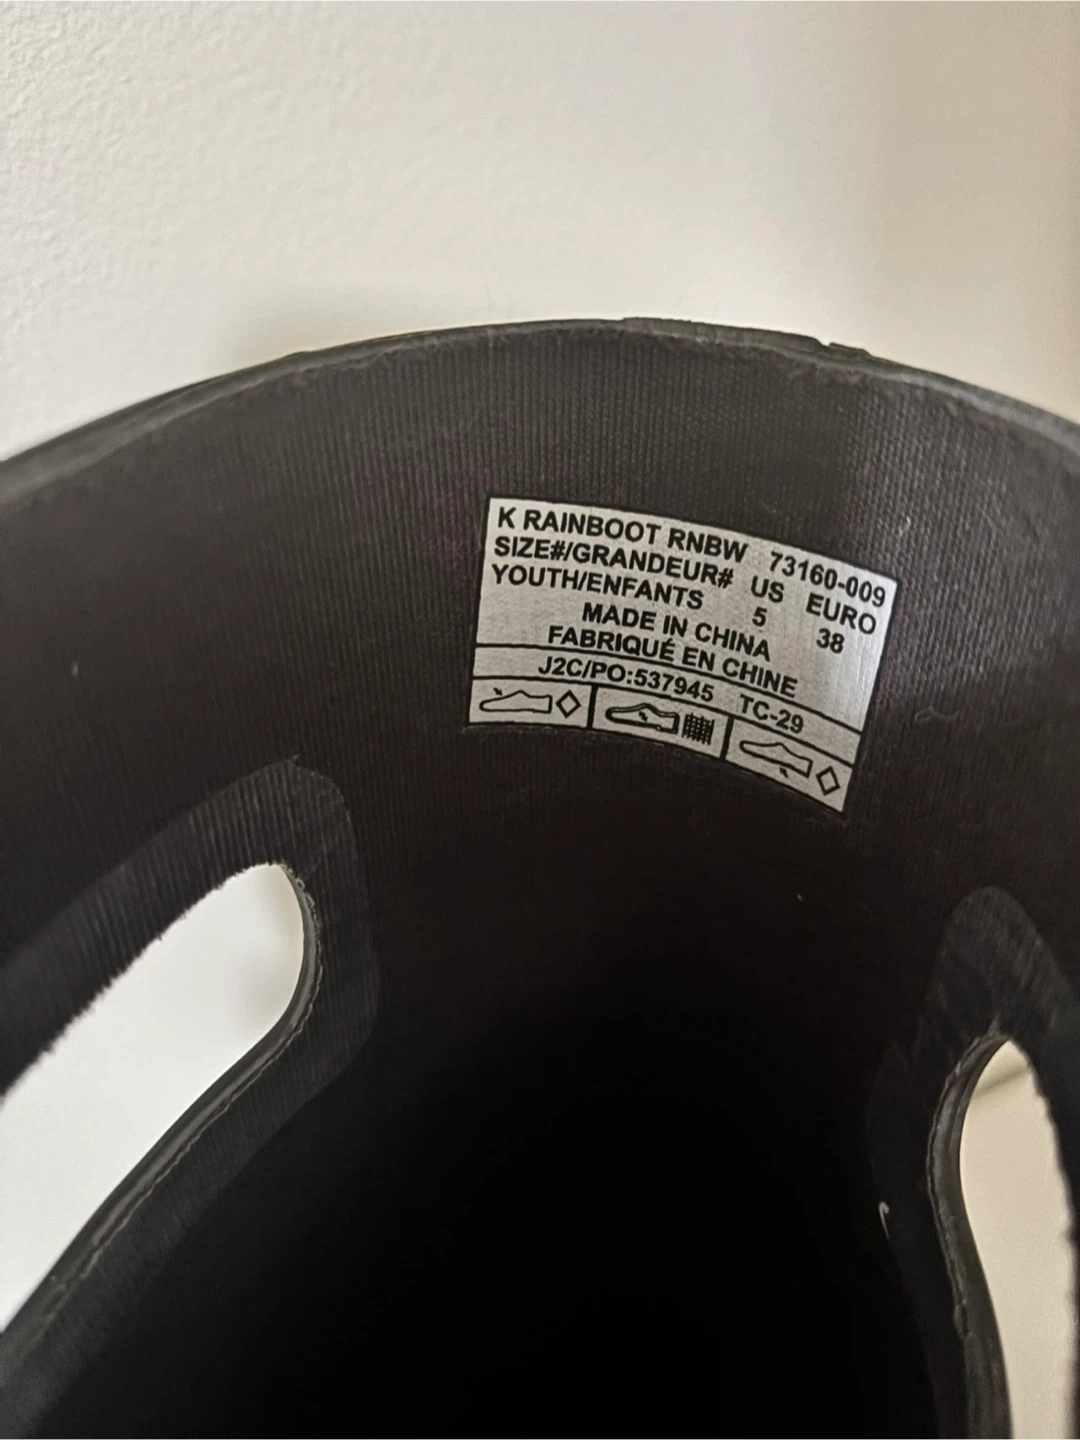 K RAINBOOT RNBW 73160-009
SIZE#/GRANDEUR# US EURO
YOUTH/ENFANTS 5 38
MADE IN CHINA
FABRIQUÉ EN CHINE
J2C/PO:537945 TC-29